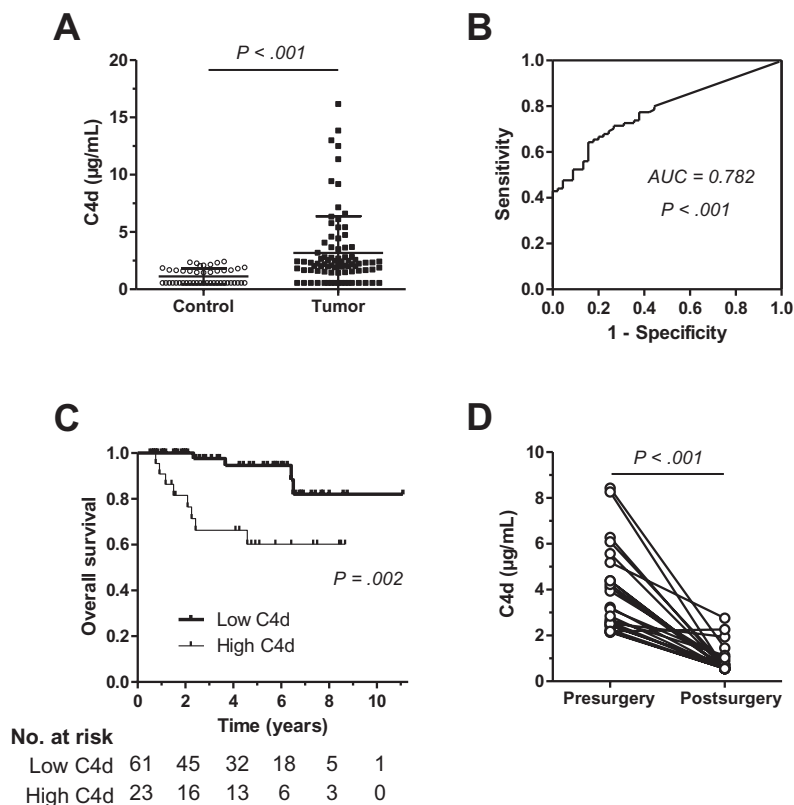 A
P < .001
C4d (µg/mL)
20
15
10
5
0
Control Tumor
B
Sensitivity
1.0
0.8
0.6
0.4
0.2
0.0
AUC = 0.782
P < .001
0.0 0.2 0.4 0.6 0.8 1.0
1 - Specificity
C
Overall survival
1.0
0.8
0.6
0.4
0.2
0.0
P = .002
Low C4d
High C4d
0 2 4 6 8 10
Time (years)
No. at risk
Low C4d 61 45 32 18 5 1
High C4d 23 16 13 6 3 0
D
P < .001
C4d (µg/mL)
10
8
6
4
2
0
Presurgery Postsurgery